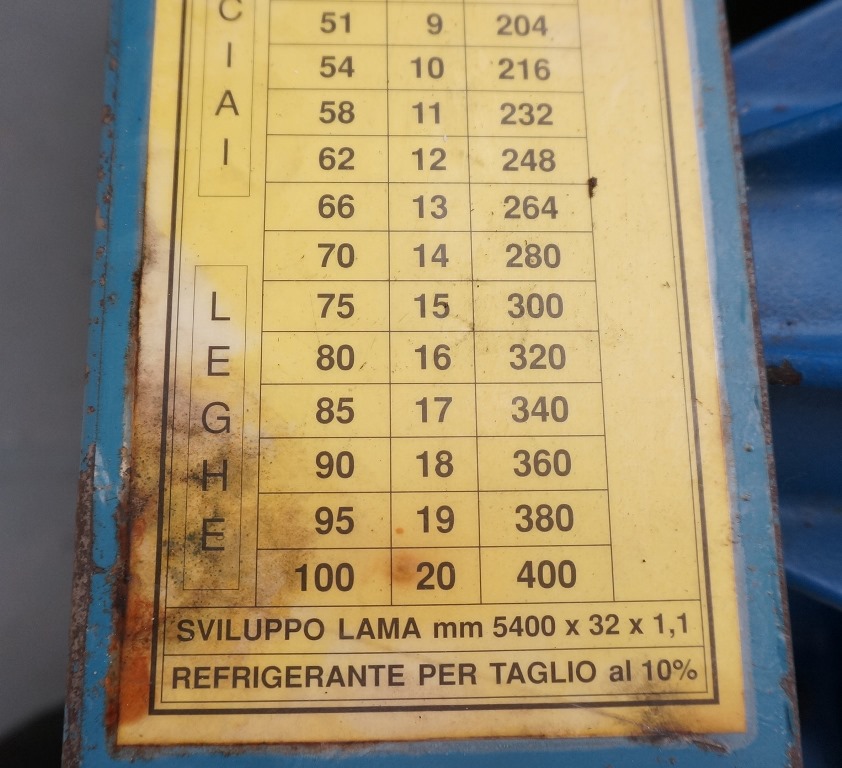 CIAI
51 9 204
54 10 216
58 11 232
62 12 248
66 13 264
70 14 280
LEGHE
75 15 300
80 16 320
85 17 340
90 18 360
95 19 380
100 20 400
SVILUPPO LAMA mm 5400 x 32 x 1,1
REFRIGERANTE PER TAGLIO al 10%